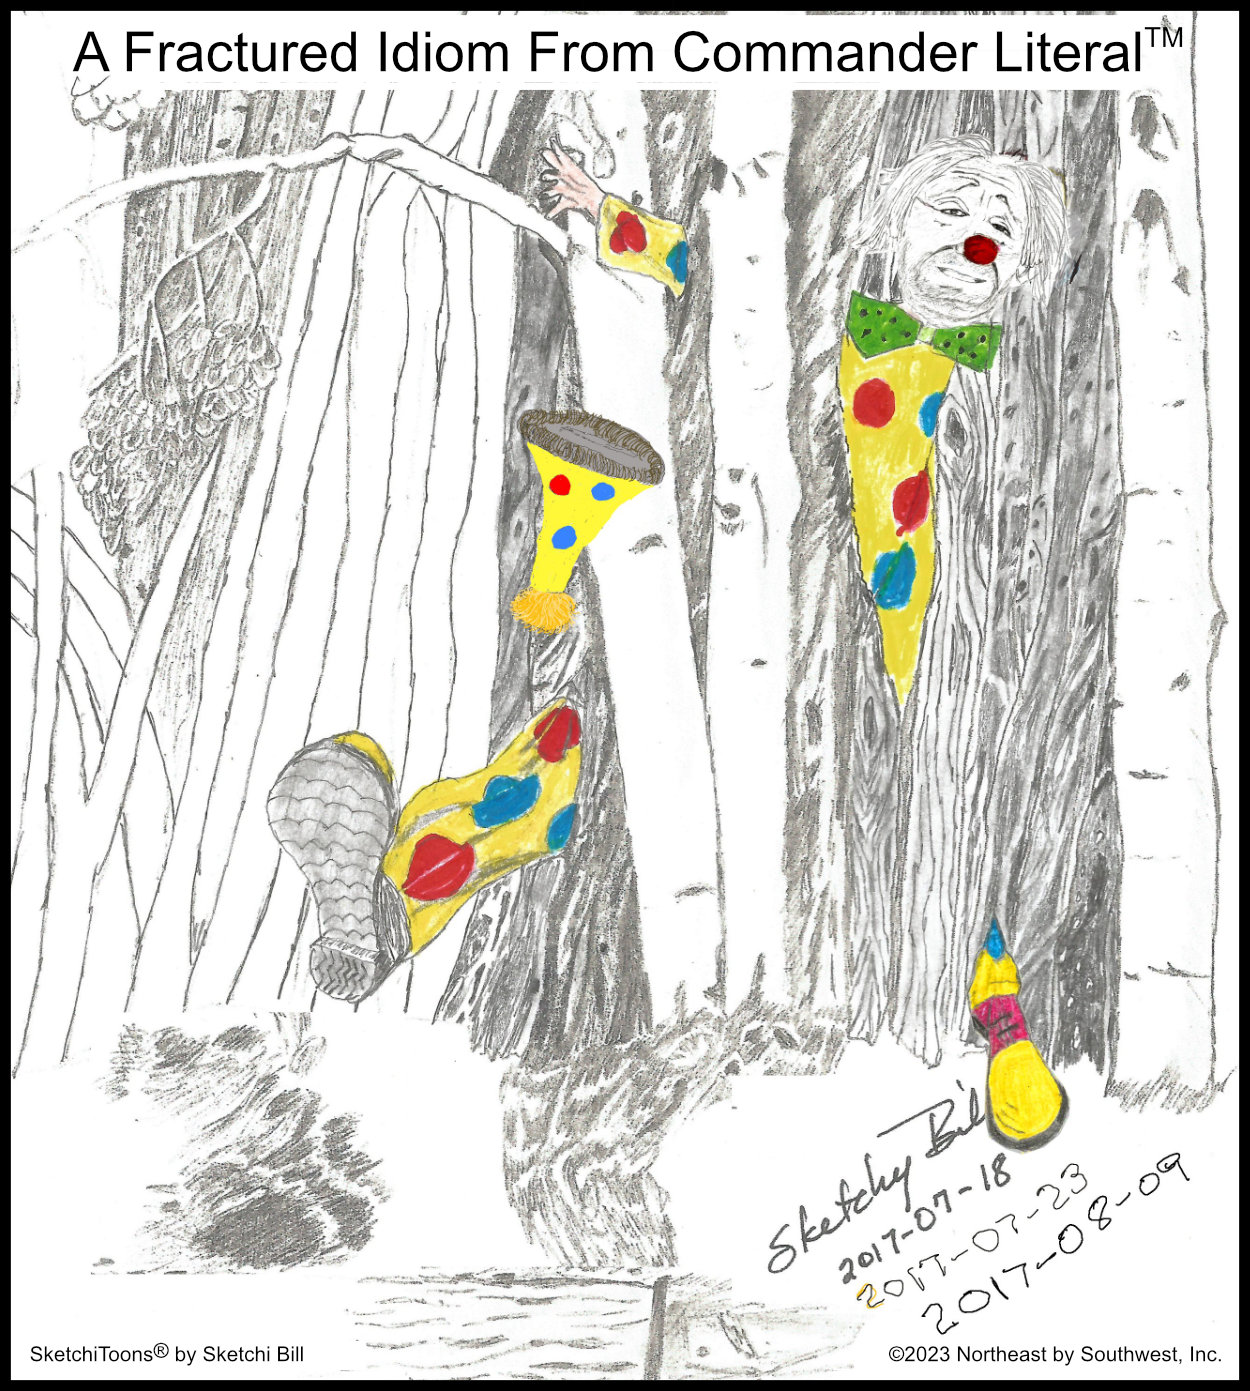 A Fractured Idiom From Commander Literal™
Sketchy Bil
2017-07-18
2017-07-23
2017-08-09
SketchiToons® by Sketchi Bill
©2023 Northeast by Southwest, Inc.